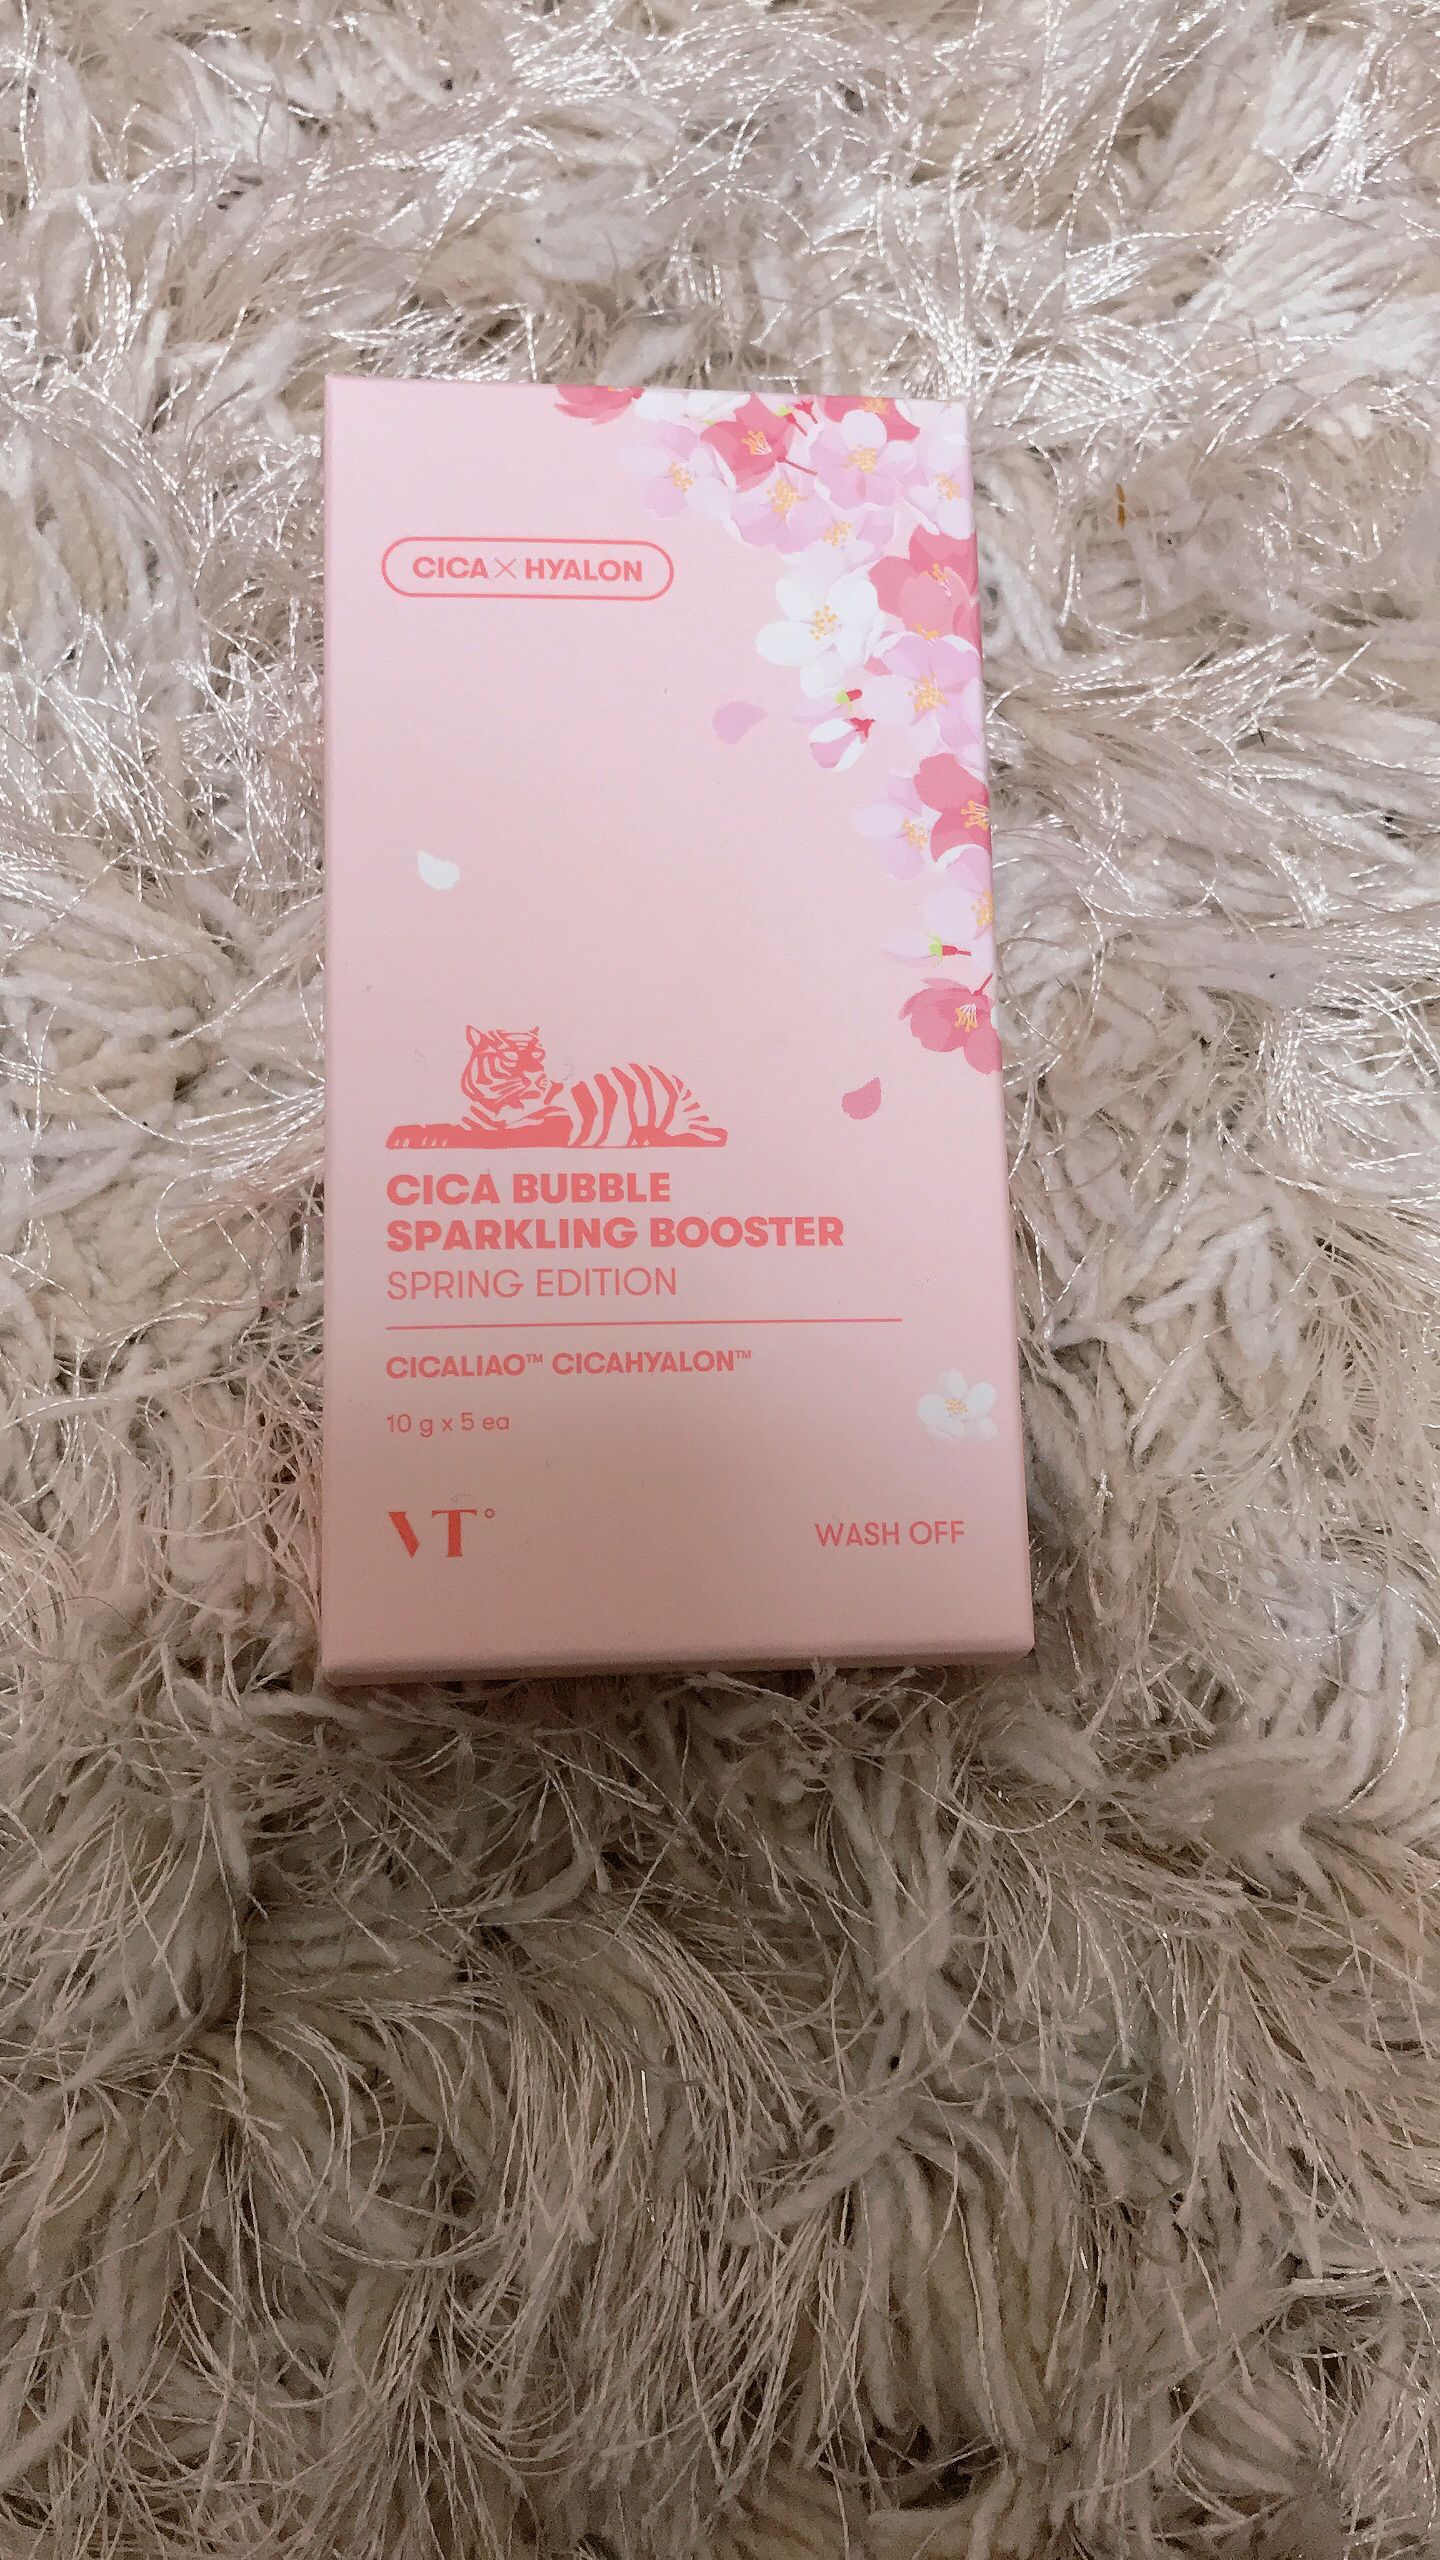 CICA×HYALON
CICA BUBBLE
SPARKLING BOOSTER
SPRING EDITION
CICALIAO™ CICAHYALON™
10 g x 5 ea
VT°
WASH OFF